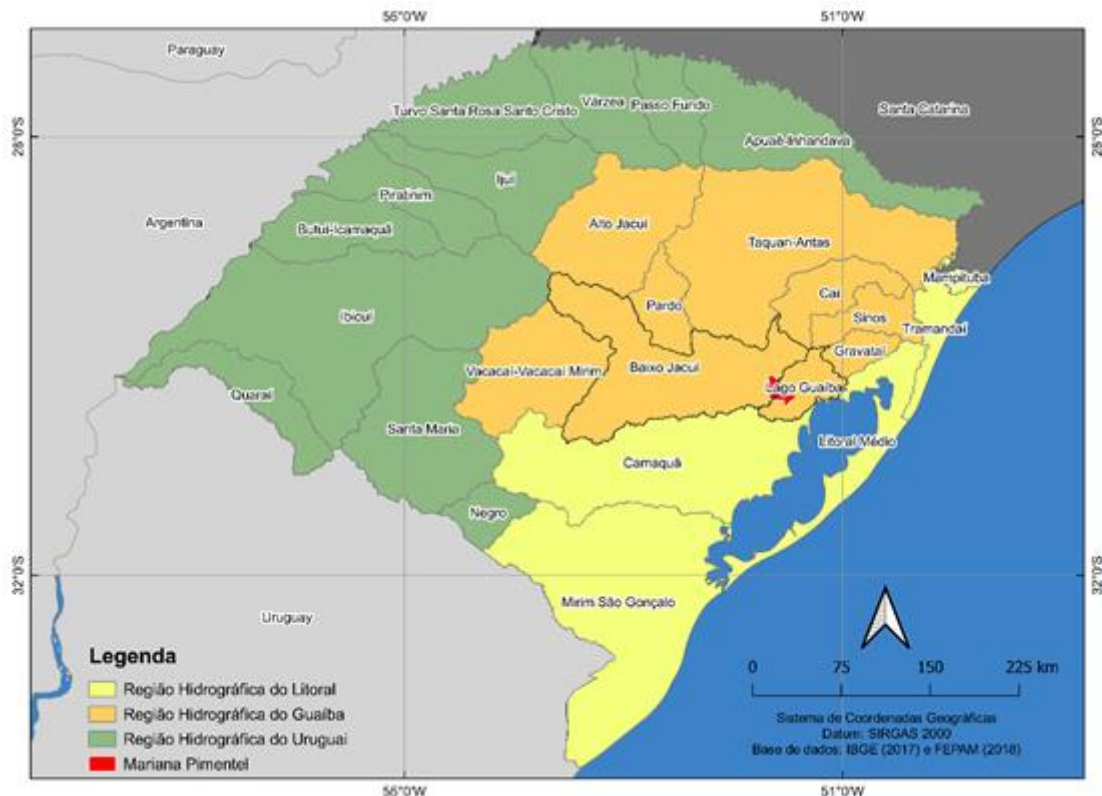 56°0'W 51°0'W
Paraguay
Turvo Santa Rosa Santo Cristo
Várzea
Passo Fundo
Santa Catarina
28°0'S
28°0'S
Apuaê-Inhandava
Ijuí
Piratinim
Argentina
Butuí-Icamaquã
Alto Jacuí
Taquari-Antas
Mampituba
Caí
Pardo
Ibicuí
Sinos
Tramandaí
Gravataí
Vacacaí-Vacacaí Mirim
Baixo Jacuí
Lago Guaíba
Quaraí
Santa Maria
Litoral Médio
Camaquã
Negro
32°0'S
32°0'S
Mirim São Gonçalo
Uruguay
Legenda
Região Hidrográfica do Litoral
Região Hidrográfica do Guaíba
Região Hidrográfica do Uruguai
Mariana Pimentel
0 75 150 225 km
Sistema de Coordenadas Geográficas
Datum: SIRGAS 2000
Base de dados: IBGE (2017) e FEPAM (2018)
56°0'W 51°0'W